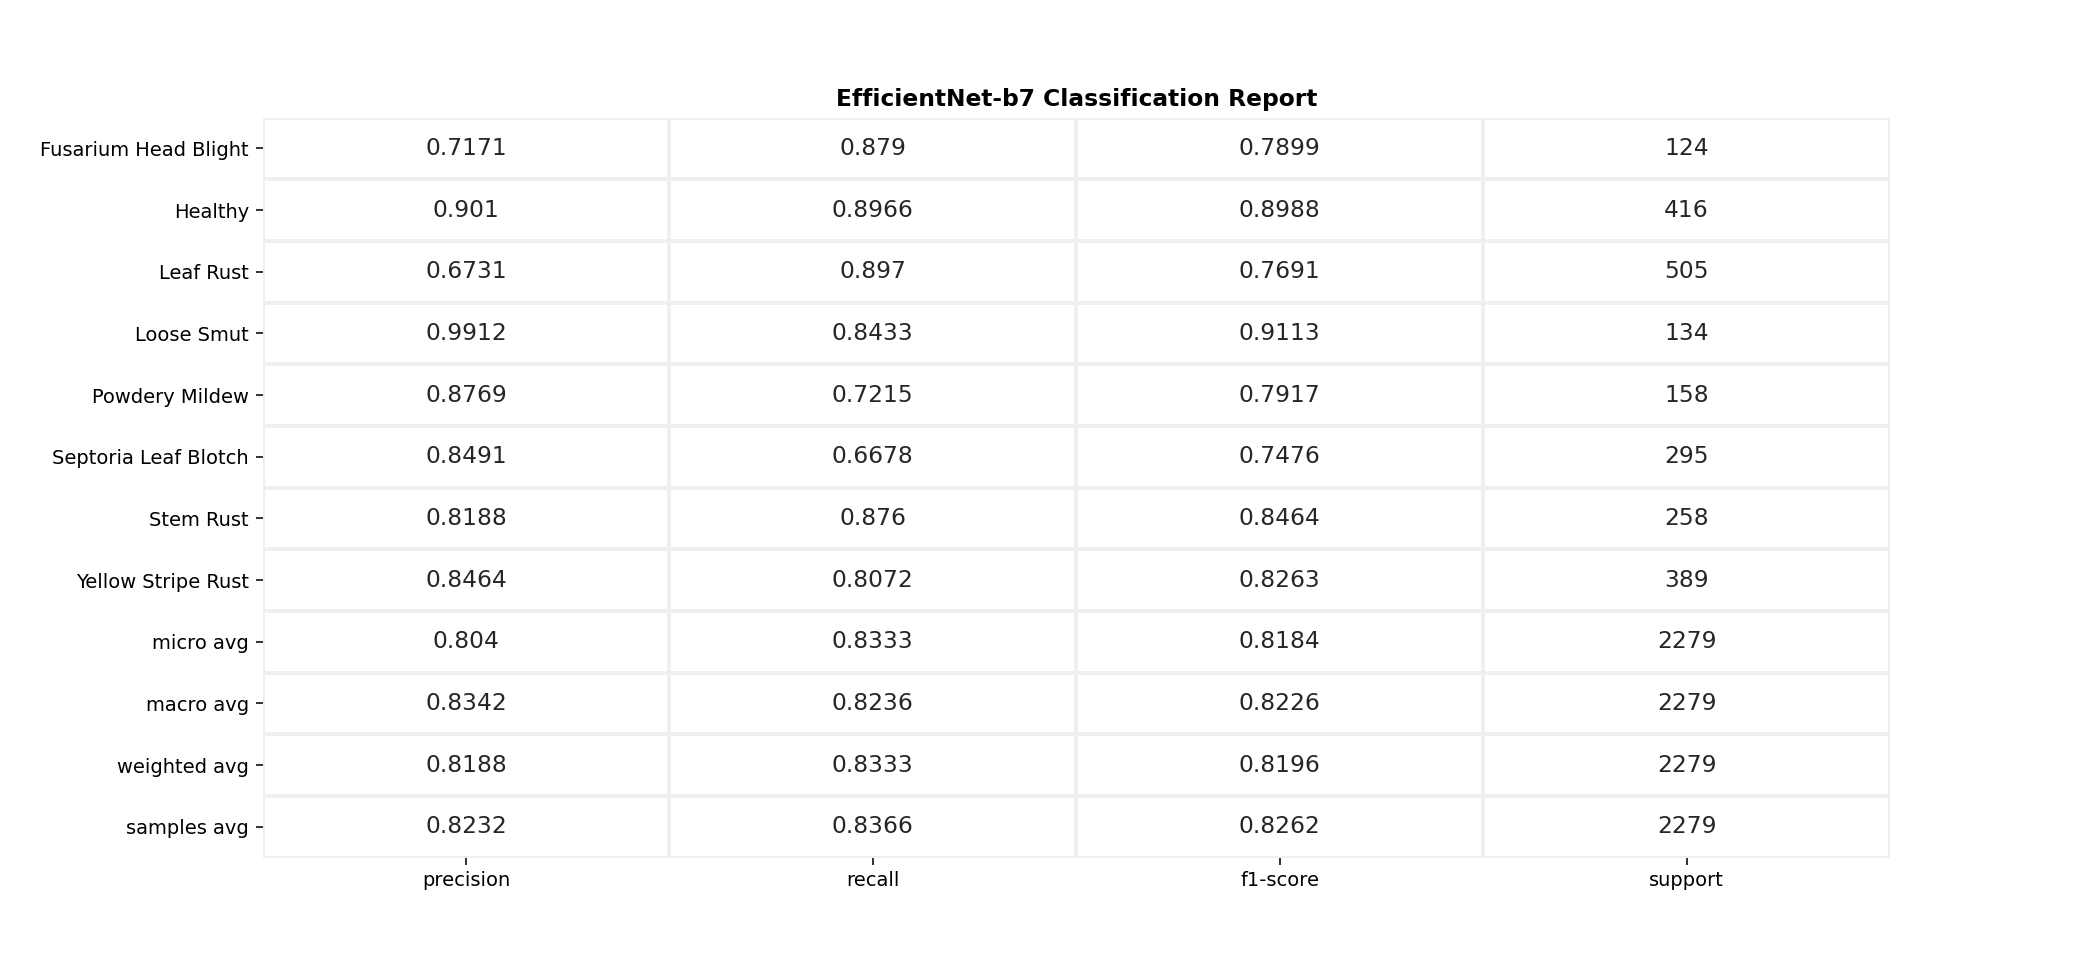 EfficientNet-b7 Classification Report
Fusarium Head Blight 0.7171 0.879 0.7899 124
Healthy 0.901 0.8966 0.8988 416
Leaf Rust 0.6731 0.897 0.7691 505
Loose Smut 0.9912 0.8433 0.9113 134
Powdery Mildew 0.8769 0.7215 0.7917 158
Septoria Leaf Blotch 0.8491 0.6678 0.7476 295
Stem Rust 0.8188 0.876 0.8464 258
Yellow Stripe Rust 0.8464 0.8072 0.8263 389
micro avg 0.804 0.8333 0.8184 2279
macro avg 0.8342 0.8236 0.8226 2279
weighted avg 0.8188 0.8333 0.8196 2279
samples avg 0.8232 0.8366 0.8262 2279
precision recall f1-score support